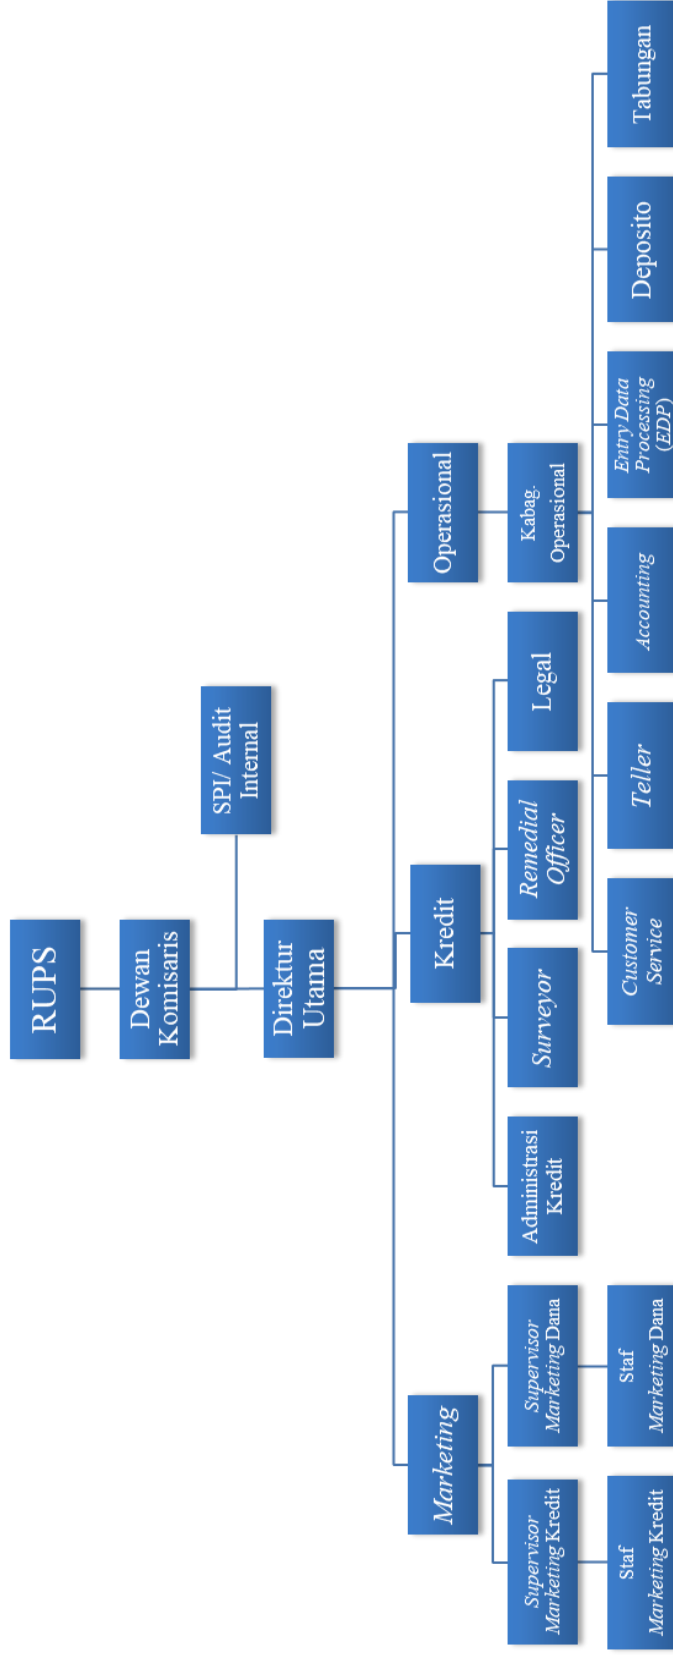 RUPS
Dewan
Komisaris
SPI/ Audit
Internal
Direktur
Utama
Marketing
Kredit
Operasional
Supervisor
Marketing Kredit
Supervisor
Marketing Dana
Administrasi
Kredit
Surveyor
Remedial
Officer
Legal
Kabag.
Operasional
Staf
Marketing Kredit
Staf
Marketing Dana
Customer
Service
Teller
Accounting
Entry Data
Processing
(EDP)
Deposito
Tabungan